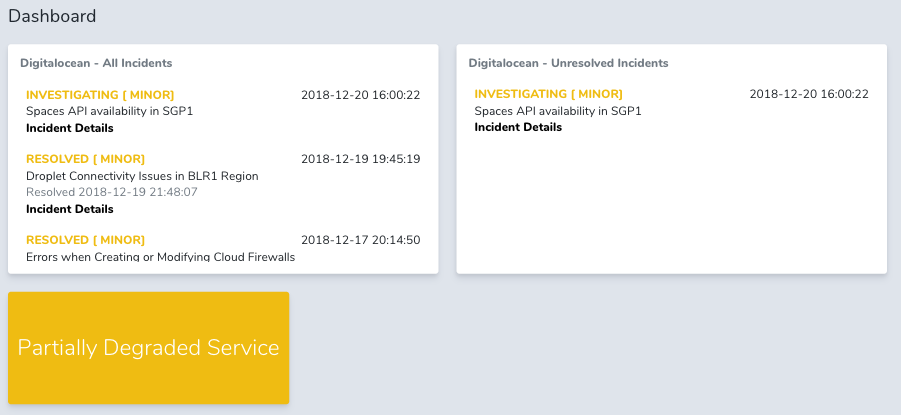 Dashboard
Digitalocean - All Incidents
INVESTIGATING [ MINOR] 2018-12-20 16:00:22
Spaces API availability in SGP1
Incident Details
RESOLVED [ MINOR] 2018-12-19 19:45:19
Droplet Connectivity Issues in BLR1 Region
Resolved 2018-12-19 21:48:07
Incident Details
RESOLVED [ MINOR] 2018-12-17 20:14:50
Errors when Creating or Modifying Cloud Firewalls
Digitalocean - Unresolved Incidents
INVESTIGATING [ MINOR] 2018-12-20 16:00:22
Spaces API availability in SGP1
Incident Details
Partially Degraded Service